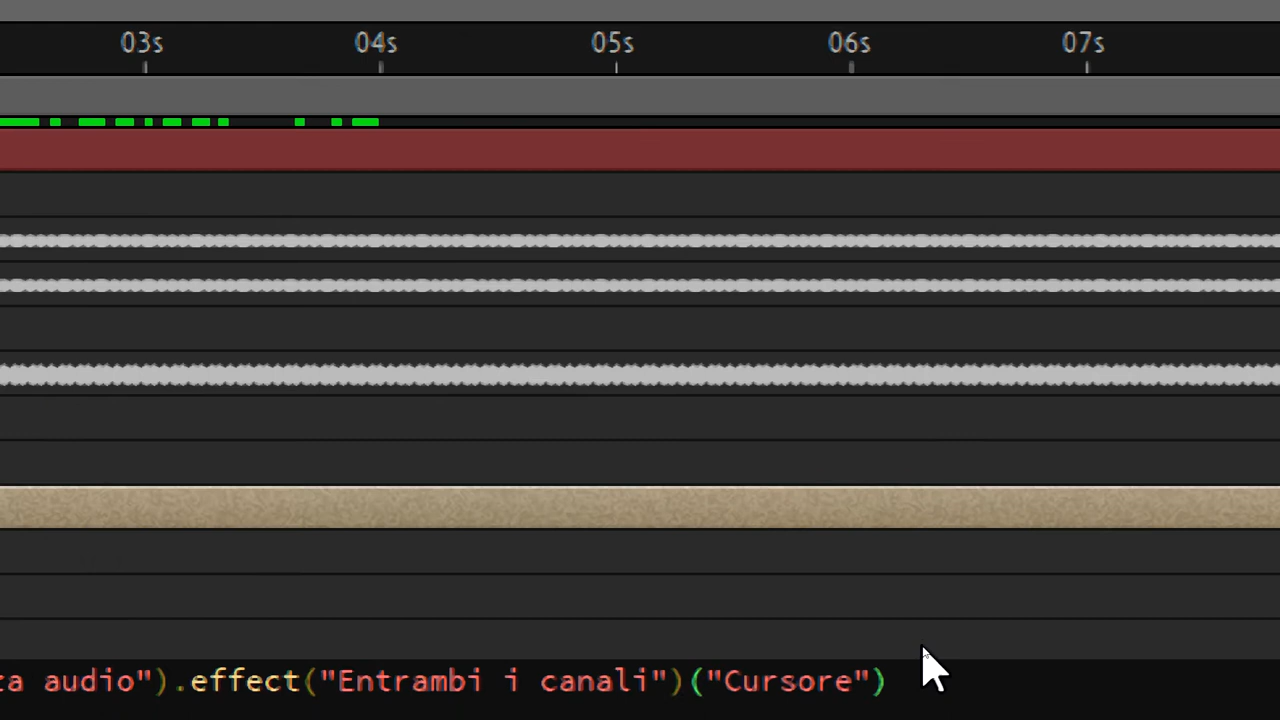 03s 04s 05s 06s 07s
audio").effect("Entrambi i canali")("Cursore")